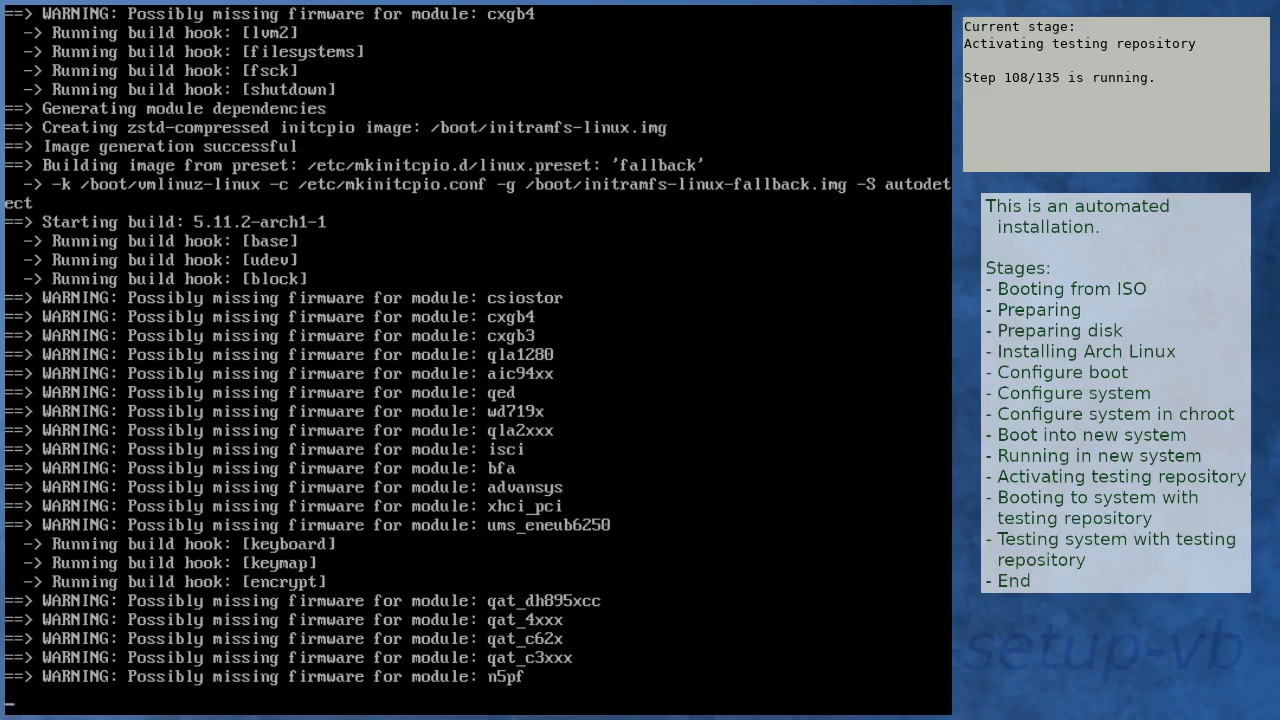 ==> WARNING: Possibly missing firmware for module: cxgb4
  -> Running build hook: [lvm2]
  -> Running build hook: [filesystems]
  -> Running build hook: [fsck]
  -> Running build hook: [shutdown]
==> Generating module dependencies
==> Creating zstd-compressed initcpio image: /boot/initramfs-linux.img
==> Image generation successful
==> Building image from preset: /etc/mkinitcpio.d/linux.preset: 'fallback'
  -> -k /boot/vmlinuz-linux -c /etc/mkinitcpio.conf -g /boot/initramfs-linux-fallback.img -S autodet
ect
==> Starting build: 5.11.2-arch1-1
  -> Running build hook: [base]
  -> Running build hook: [udev]
  -> Running build hook: [block]
==> WARNING: Possibly missing firmware for module: csiostor
==> WARNING: Possibly missing firmware for module: cxgb4
==> WARNING: Possibly missing firmware for module: cxgb3
==> WARNING: Possibly missing firmware for module: qla1280
==> WARNING: Possibly missing firmware for module: aic94xx
==> WARNING: Possibly missing firmware for module: qed
==> WARNING: Possibly missing firmware for module: wd719x
==> WARNING: Possibly missing firmware for module: qla2xxx
==> WARNING: Possibly missing firmware for module: isci
==> WARNING: Possibly missing firmware for module: bfa
==> WARNING: Possibly missing firmware for module: advansys
==> WARNING: Possibly missing firmware for module: xhci_pci
==> WARNING: Possibly missing firmware for module: ums_eneub6250
  -> Running build hook: [keyboard]
  -> Running build hook: [keymap]
  -> Running build hook: [encrypt]
==> WARNING: Possibly missing firmware for module: qat_dh895xcc
==> WARNING: Possibly missing firmware for module: qat_4xxx
==> WARNING: Possibly missing firmware for module: qat_c62x
==> WARNING: Possibly missing firmware for module: qat_c3xxx
==> WARNING: Possibly missing firmware for module: n5pf
Current stage:
Activating testing repository
Step 108/135 is running.
This is an automated
installation.
Stages:
- Booting from ISO
- Preparing
- Preparing disk
- Installing Arch Linux
- Configure boot
- Configure system
- Configure system in chroot
- Boot into new system
- Running in new system
- Activating testing repository
- Booting to system with
testing repository
- Testing system with testing
repository
- End
setup-vb